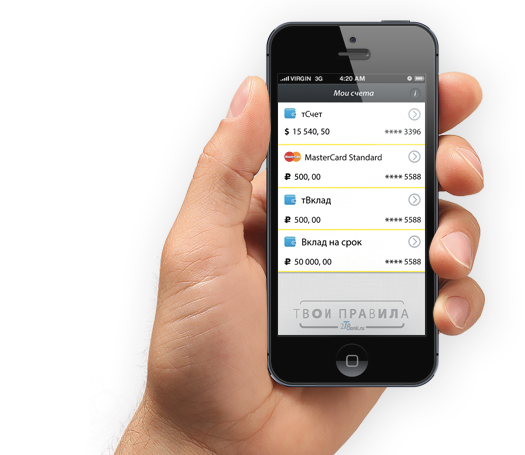 VIRGIN 3G 4:20 AM
Мои счета
тСчет
$ 15 540, 50 **** 3396
MasterCard Standard
₽ 500, 00 **** 5588
тВклад
₽ 500, 00 **** 5588
Вклад на срок
₽ 50 000, 00 **** 5588
ТВОИ ПРАВИЛА